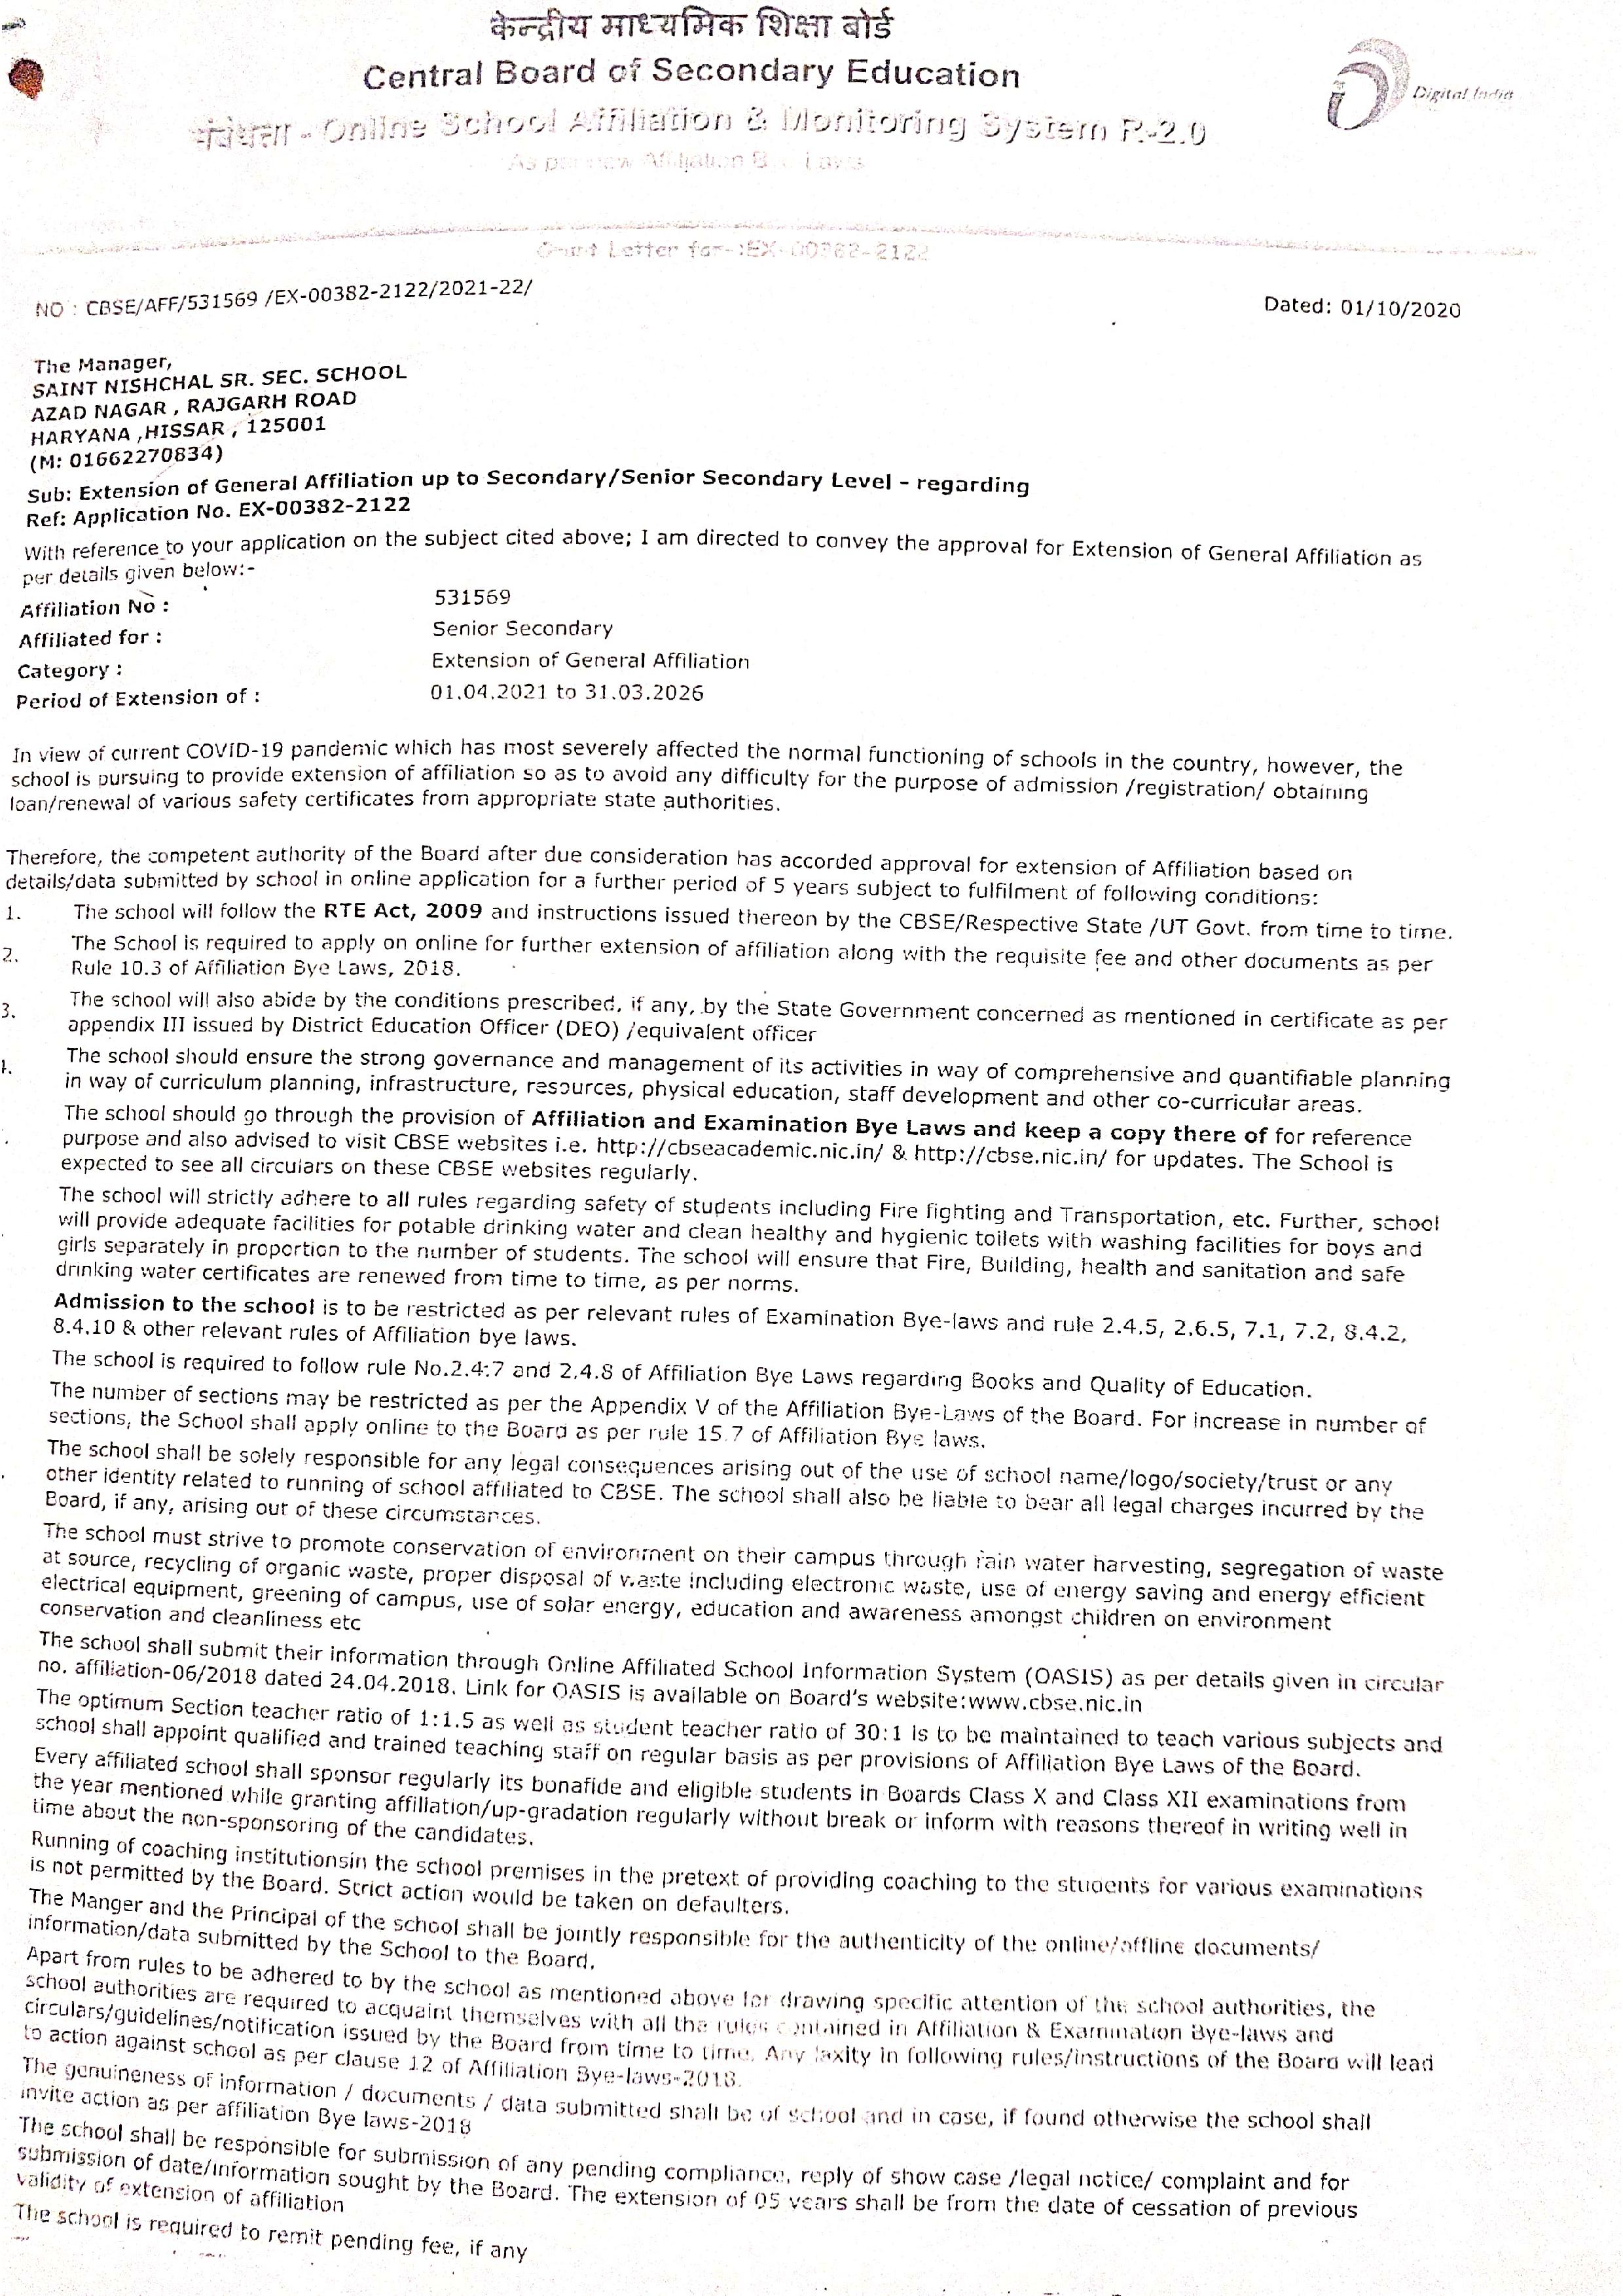 केन्द्रीय माध्यमिक शिक्षा बोर्ड
Central Board of Secondary Education
Digital India
- Online School Affiliation & Monitoring System R-2.0
As per new Affiliation Bye Laws
Grant Letter for-:EX-00382-2122
NO : CBSE/AFF/531569 /EX-00382-2122/2021-22/
Dated: 01/10/2020
The Manager,
SAINT NISHCHAL SR. SEC. SCHOOL
AZAD NAGAR , RAJGARH ROAD
HARYANA ,HISSAR , 125001
(M: 01662270834)
Sub: Extension of General Affiliation up to Secondary/Senior Secondary Level - regarding
Ref: Application No. EX-00382-2122
With reference to your application on the subject cited above; I am directed to convey the approval for Extension of General Affiliation as
per details given below:-
Affiliation No : 531569
Affiliated for : Senior Secondary
Category : Extension of General Affiliation
Period of Extension of : 01.04.2021 to 31.03.2026
In view of current COVID-19 pandemic which has most severely affected the normal functioning of schools in the country, however, the
school is pursuing to provide extension of affiliation so as to avoid any difficulty for the purpose of admission /registration/ obtaining
loan/renewal of various safety certificates from appropriate state authorities.
Therefore, the competent authority of the Board after due consideration has accorded approval for extension of Affiliation based on
details/data submitted by school in online application for a further period of 5 years subject to fulfilment of following conditions:
1. The school will follow the RTE Act, 2009 and instructions issued thereon by the CBSE/Respective State /UT Govt. from time to time.
2. The School is required to apply on online for further extension of affiliation along with the requisite fee and other documents as per
Rule 10.3 of Affiliation Bye Laws, 2018.
3. The school will also abide by the conditions prescribed, if any, by the State Government concerned as mentioned in certificate as per
appendix III issued by District Education Officer (DEO) /equivalent officer
The school should ensure the strong governance and management of its activities in way of comprehensive and quantifiable planning
in way of curriculum planning, infrastructure, resources, physical education, staff development and other co-curricular areas.
The school should go through the provision of Affiliation and Examination Bye Laws and keep a copy there of for reference
purpose and also advised to visit CBSE websites i.e. http://cbseacademic.nic.in/ & http://cbse.nic.in/ for updates. The School is
expected to see all circulars on these CBSE websites regularly.
The school will strictly adhere to all rules regarding safety of students including Fire fighting and Transportation, etc. Further, school
will provide adequate facilities for potable drinking water and clean healthy and hygienic toilets with washing facilities for boys and
girls separately in proportion to the number of students. The school will ensure that Fire, Building, health and sanitation and safe
drinking water certificates are renewed from time to time, as per norms.
Admission to the school is to be restricted as per relevant rules of Examination Bye-laws and rule 2.4.5, 2.6.5, 7.1, 7.2, 8.4.2,
8.4.10 & other relevant rules of Affiliation bye laws.
The school is required to follow rule No.2.4:7 and 2.4.8 of Affiliation Bye Laws regarding Books and Quality of Education.
The number of sections may be restricted as per the Appendix V of the Affiliation Bye-Laws of the Board. For increase in number of
sections, the School shall apply online to the Board as per rule 15.7 of Affiliation Bye laws.
The school shall be solely responsible for any legal consequences arising out of the use of school name/logo/society/trust or any
other identity related to running of school affiliated to CBSE. The school shall also be liable to bear all legal charges incurred by the
Board, if any, arising out of these circumstances.
The school must strive to promote conservation of environment on their campus through rain water harvesting, segregation of waste
at source, recycling of organic waste, proper disposal of waste including electronic waste, use of energy saving and energy efficient
electrical equipment, greening of campus, use of solar energy, education and awareness amongst children on environment
conservation and cleanliness etc
The school shall submit their information through Online Affiliated School Information System (OASIS) as per details given in circular
no. affiliation-06/2018 dated 24.04.2018. Link for OASIS is available on Board's website:www.cbse.nic.in
The optimum Section teacher ratio of 1:1.5 as well as student teacher ratio of 30:1 is to be maintained to teach various subjects and
school shall appoint qualified and trained teaching staff on regular basis as per provisions of Affiliation Bye Laws of the Board.
Every affiliated school shall sponsor regularly its bonafide and eligible students in Boards Class X and Class XII examinations from
the year mentioned while granting affiliation/up-gradation regularly without break or inform with reasons thereof in writing well in
time about the non-sponsoring of the candidates.
Running of coaching institutionsin the school premises in the pretext of providing coaching to the students for various examinations
is not permitted by the Board. Strict action would be taken on defaulters.
The Manger and the Principal of the school shall be jointly responsible for the authenticity of the online/offline documents/
information/data submitted by the School to the Board.
Apart from rules to be adhered to by the school as mentioned above for drawing specific attention of the school authorities, the
school authorities are required to acquaint themselves with all the rules contained in Affiliation & Examination Bye-laws and
circulars/guidelines/notification issued by the Board from time to time. Any laxity in following rules/instructions of the Board will lead
to action against school as per clause 12 of Affiliation Bye-laws-2018.
The genuineness of information / documents / data submitted shall be of school and in case, if found otherwise the school shall
invite action as per affiliation Bye laws-2018
The school shall be responsible for submission of any pending compliance, reply of show case /legal notice/ complaint and for
submission of date/information sought by the Board. The extension of 05 years shall be from the date of cessation of previous
validity of extension of affiliation
The school is required to remit pending fee, if any